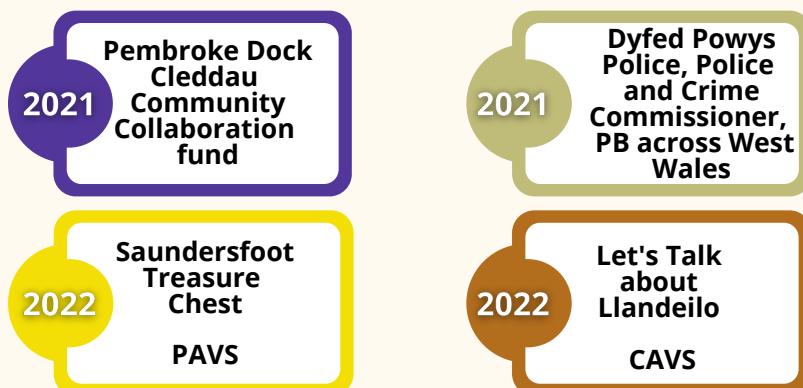 2021
Pembroke Dock
Cleddau
Community
Collaboration
fund
2021
Dyfed Powys
Police, Police
and Crime
Commissioner,
PB across West
Wales
2022
Saundersfoot
Treasure
Chest
PAVS
2022
Let's Talk
about
Llandeilo
CAVS